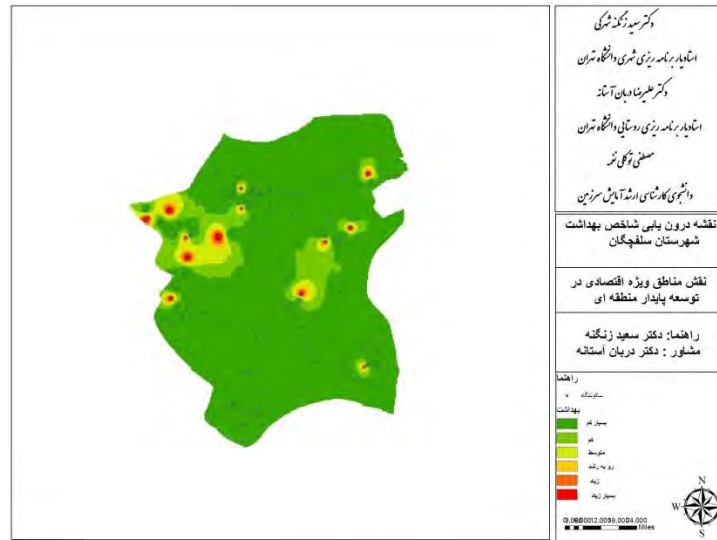 دکتر سعید زنگنه شهرکی
استادیار برنامه ریزی شهری دانشگاه تهران
دکتر علیرضا دربان آستانه
استادیار برنامه ریزی روستایی دانشگاه تهران
مصطفی توکلی نغمه
دانشجوی کارشناسی ارشد آمایش سرزمین
نقشه درون یابی شاخص بهداشت
شهرستان سلفچگان
نقش مناطق ویژه اقتصادی در
توسعه پایدار منطقه ای
راهنما: دکتر سعید زنگنه
مشاور : دکتر دربان آستانه
راهنما
سکونتگاه
بهداشت
بسیار کم
کم
متوسط
رو به رشد
زیاد
بسیار زیاد
N
W
S
Miles